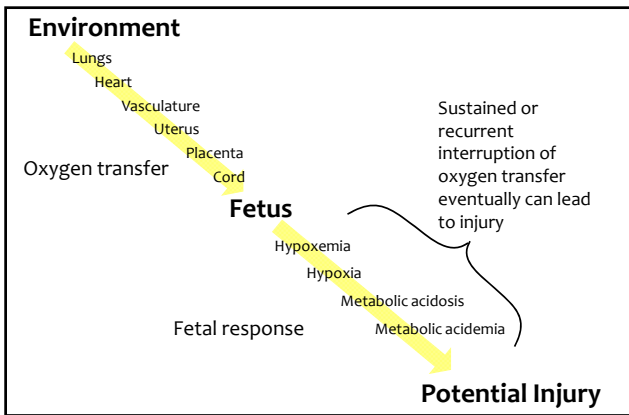 Environment
Lungs
Heart
Vasculature
Uterus
Placenta
Cord
Oxygen transfer
Fetus
Sustained or
recurrent
interruption of
oxygen transfer
eventually can lead
to injury
Hypoxemia
Hypoxia
Metabolic acidosis
Metabolic acidemia
Fetal response
Potential Injury